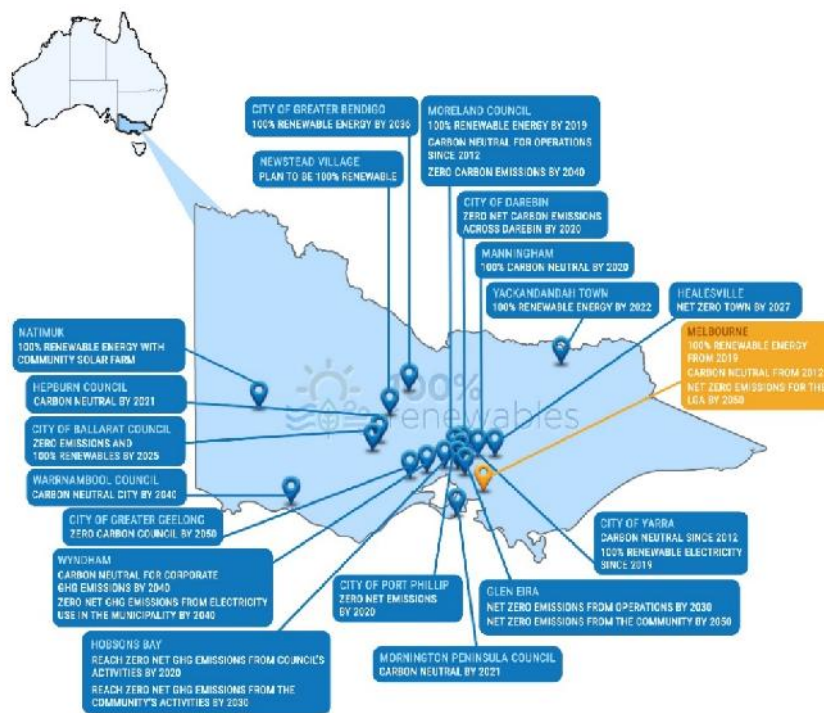 CITY OF GREATER BENDIGO
100% RENEWABLE ENERGY BY 2036
MORELAND COUNCIL
100% RENEWABLE ENERGY BY 2019
CARBON NEUTRAL FOR OPERATIONS
SINCE 2012
ZERO CARBON EMISSIONS BY 2040
NEWSTEAD VILLAGE
PLAN TO BE 100% RENEWABLE
CITY OF DAREBIN
ZERO NET CARBON EMISSIONS
ACROSS DAREBIN BY 2020
MANNINGHAM
100% CARBON NEUTRAL BY 2020
YACKANDANDAH TOWN
100% RENEWABLE ENERGY BY 2022
HEALESVILLE
NET ZERO TOWN BY 2027
MELBOURNE
100% RENEWABLE ENERGY
FROM 2019
CARBON NEUTRAL FROM 2012
NET ZERO EMISSIONS FOR THE
LGA BY 2050
NATIMUK
100% RENEWABLE ENERGY WITH
COMMUNITY SOLAR FARM
HEPBURN COUNCIL
CARBON NEUTRAL BY 2021
CITY OF BALLARAT COUNCIL
ZERO EMISSIONS AND
100% RENEWABLES BY 2025
100%
renewables
WARRNAMBOOL COUNCIL
CARBON NEUTRAL CITY BY 2040
CITY OF GREATER GEELONG
ZERO CARBON COUNCIL BY 2050
WYNDHAM
CARBON NEUTRAL FOR CORPORATE
GHG EMISSIONS BY 2040
ZERO NET GHG EMISSIONS FROM ELECTRICITY
USE IN THE MUNICIPALITY BY 2040
HOBSONS BAY
REACH ZERO NET GHG EMISSIONS FROM COUNCIL'S
ACTIVITIES BY 2020
REACH ZERO NET GHG EMISSIONS FROM THE
COMMUNITY'S ACTIVITIES BY 2030
CITY OF PORT PHILLIP
ZERO NET EMISSIONS
BY 2020
MORNINGTON PENINSULA COUNCIL
CARBON NEUTRAL BY 2021
GLEN EIRA
NET ZERO EMISSIONS FROM OPERATIONS BY 2030
NET ZERO EMISSIONS FROM THE COMMUNITY BY 2050
CITY OF YARRA
CARBON NEUTRAL SINCE 2012
100% RENEWABLE ELECTRICITY
SINCE 2019